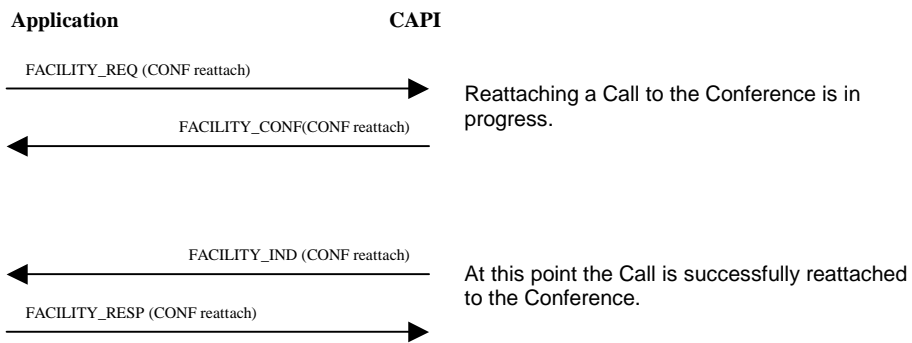 Application CAPI
FACILITY_REQ (CONF reattach)
Reattaching a Call to the Conference is in
progress.
FACILITY_CONF(CONF reattach)
FACILITY_IND (CONF reattach)
At this point the Call is successfully reattached
to the Conference.
FACILITY_RESP (CONF reattach)